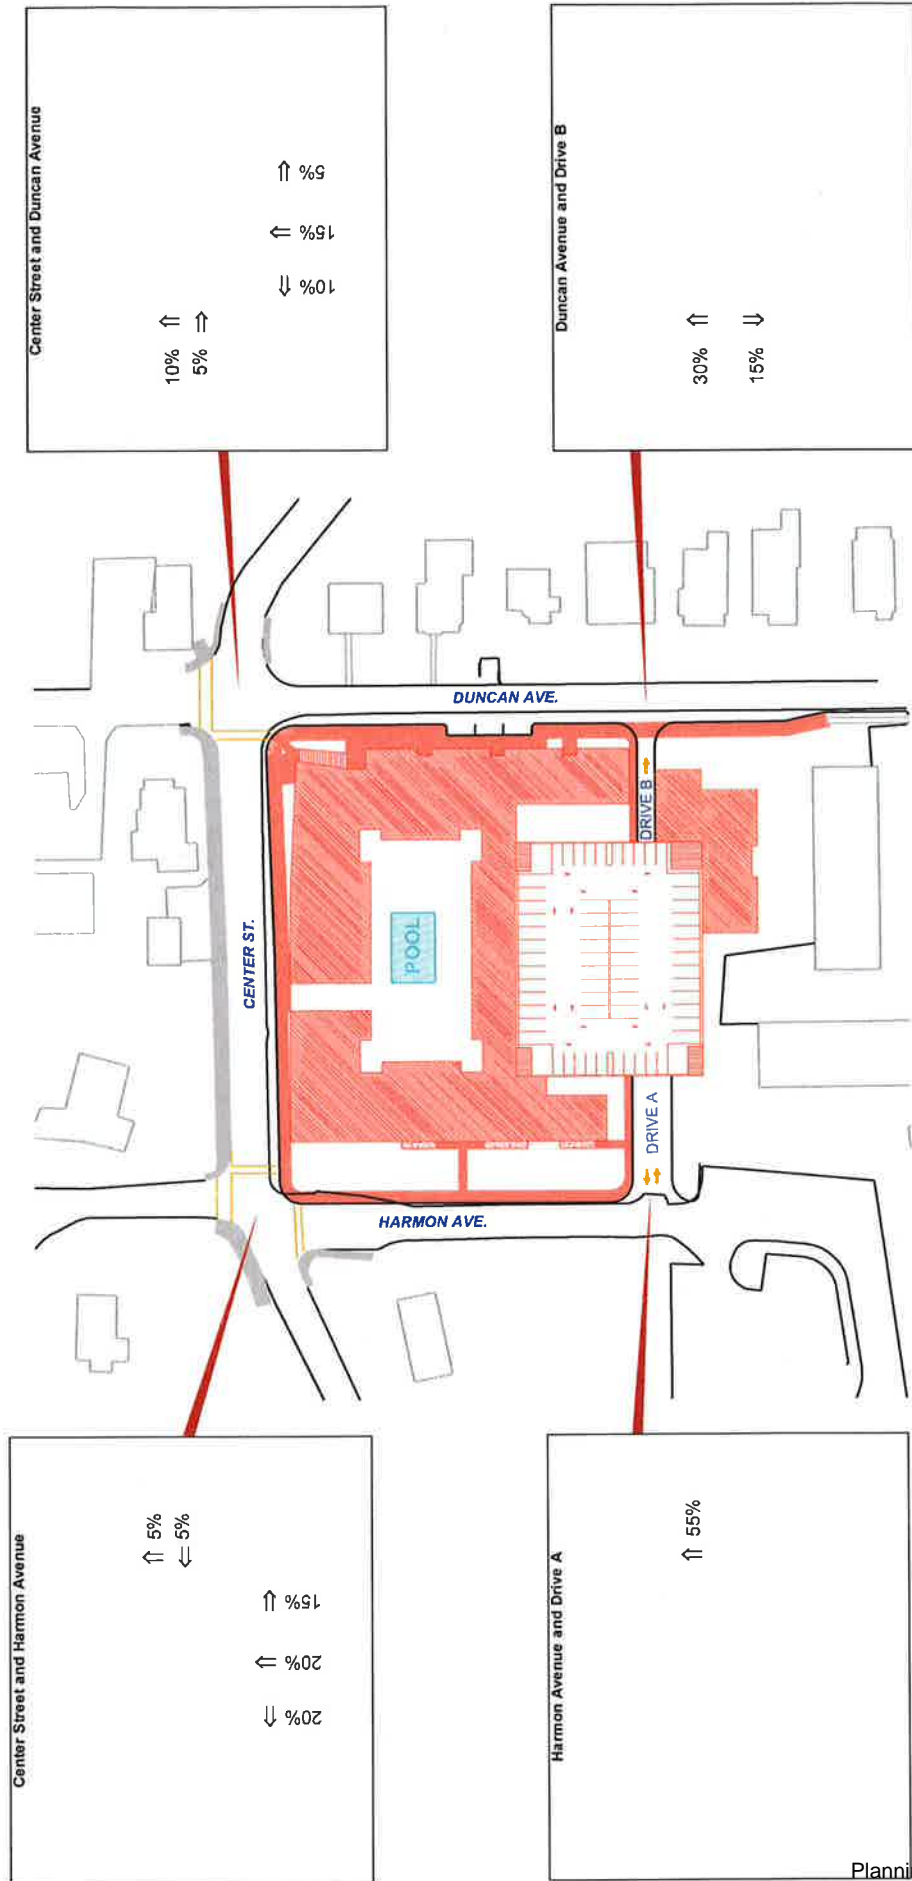 Center Street and Duncan Avenue
10%
5%
10%
15%
5%
Duncan Avenue and Drive B
30%
15%
DUNCAN AVE.
CENTER ST.
POOL
DRIVE B
DRIVE A
HARMON AVE.
Center Street and Harmon Avenue
5%
5%
20%
20%
15%
Harmon Avenue and Drive A
55%
Planni